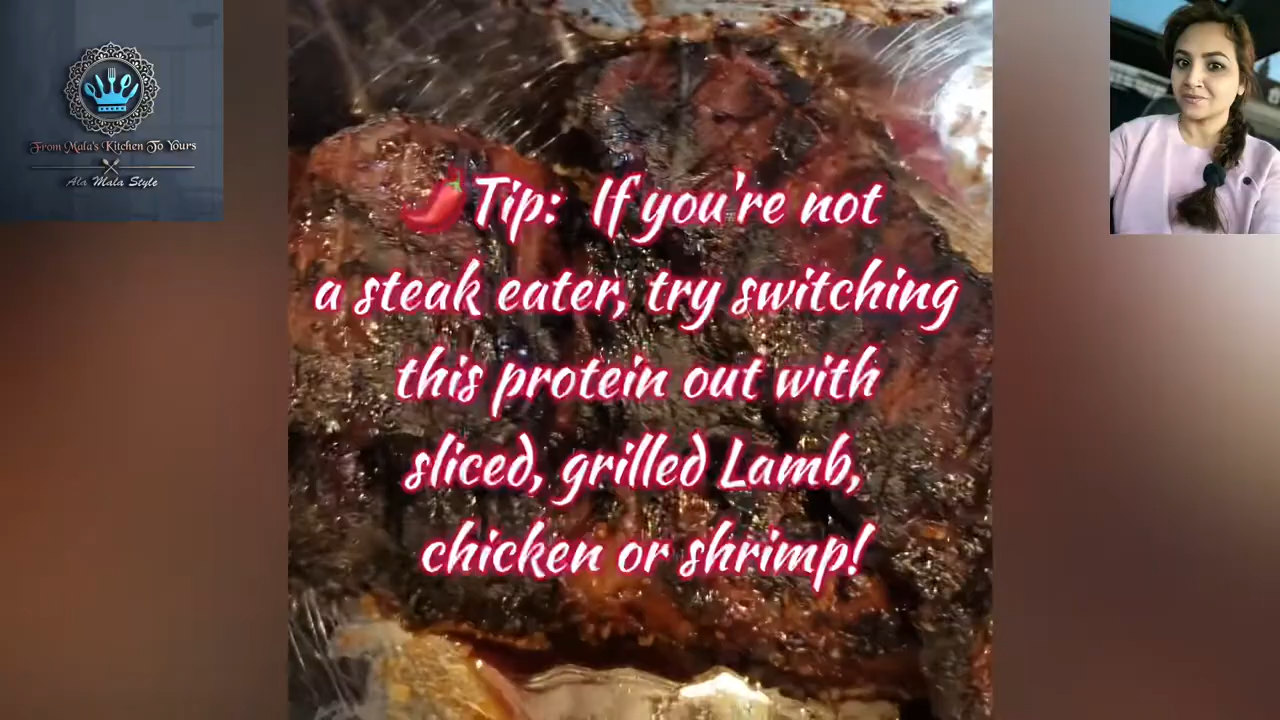 From Mala's Kitchen To Yours
Ala Mala Style
🌶️Tip: If you're not
a steak eater, try switching
this protein out with
sliced, grilled Lamb,
chicken or shrimp!